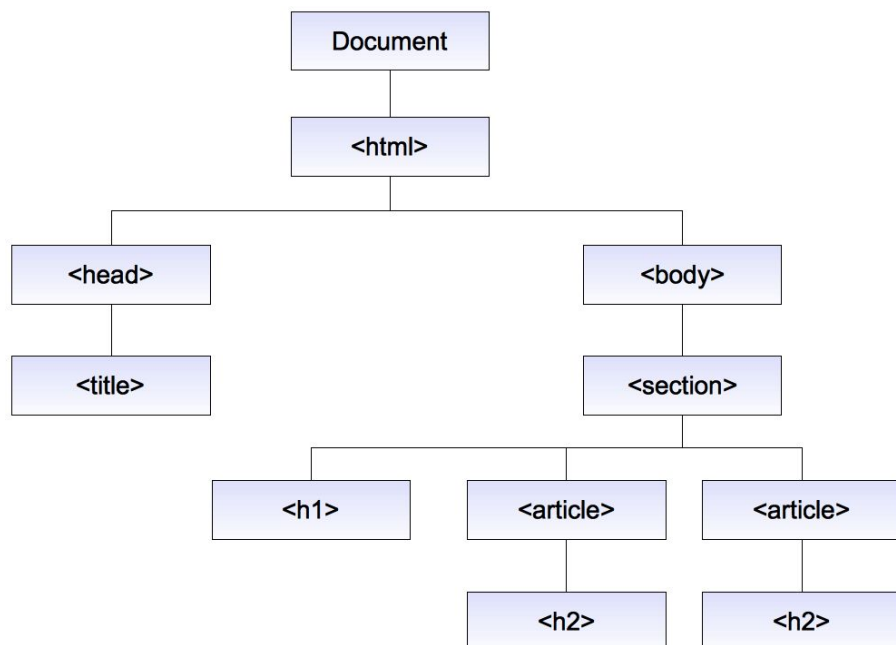 Document
<html>
<head>
<body>
<title>
<section>
<h1>
<article>
<article>
<h2>
<h2>